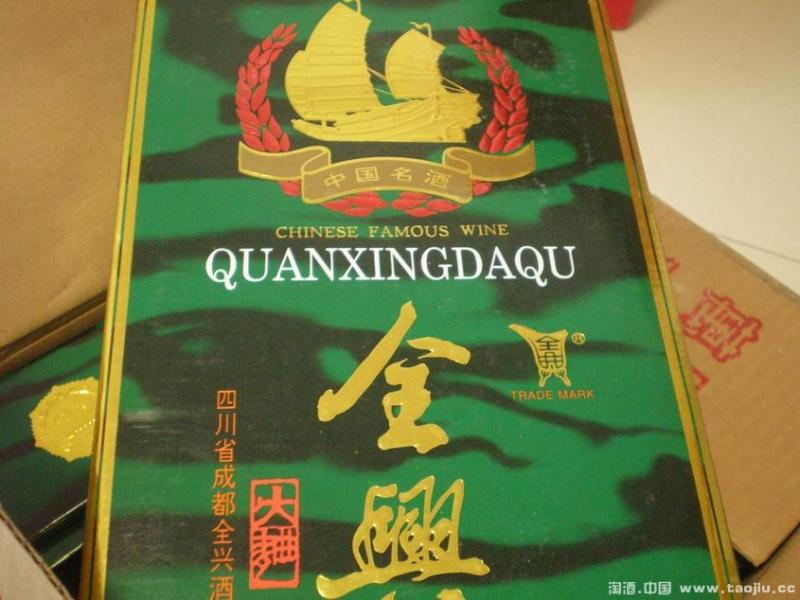 中国名酒
CHINESE FAMOUS WINE
QUANXINGDAQU
全興
全興
TRADE MARK
大麯
四川省成都全兴酒
淘酒.中国 www.taojiu.cc